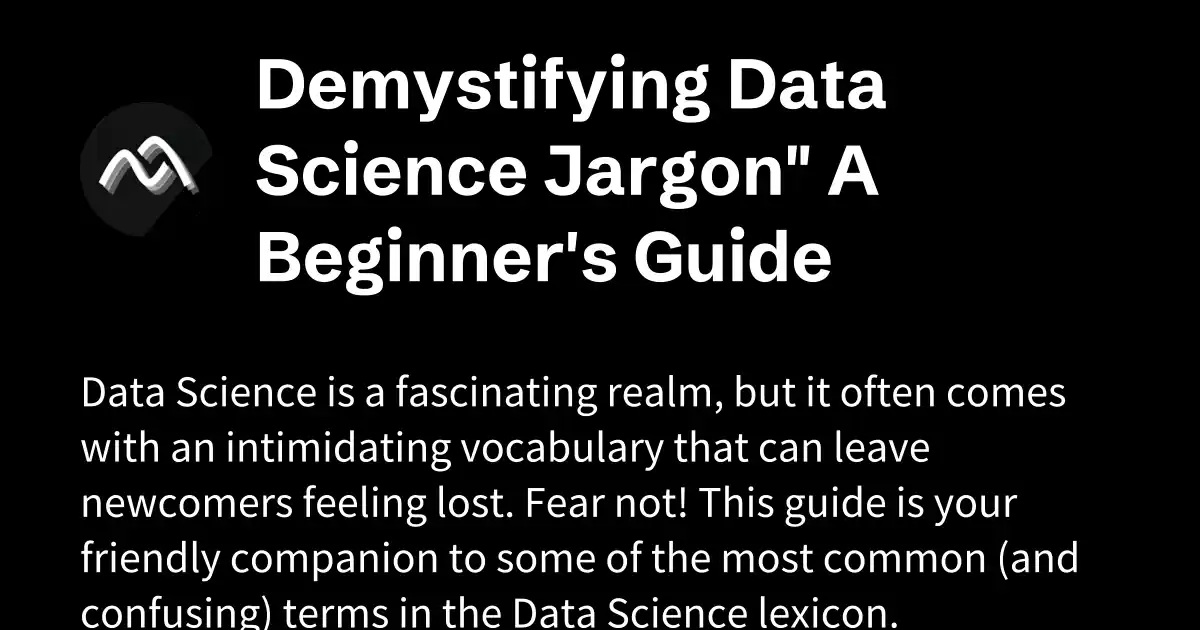 Demystifying Data
Science Jargon" A
Beginner's Guide
Data Science is a fascinating realm, but it often comes
with an intimidating vocabulary that can leave
newcomers feeling lost. Fear not! This guide is your
friendly companion to some of the most common (and
confusing) terms in the Data Science lexicon.